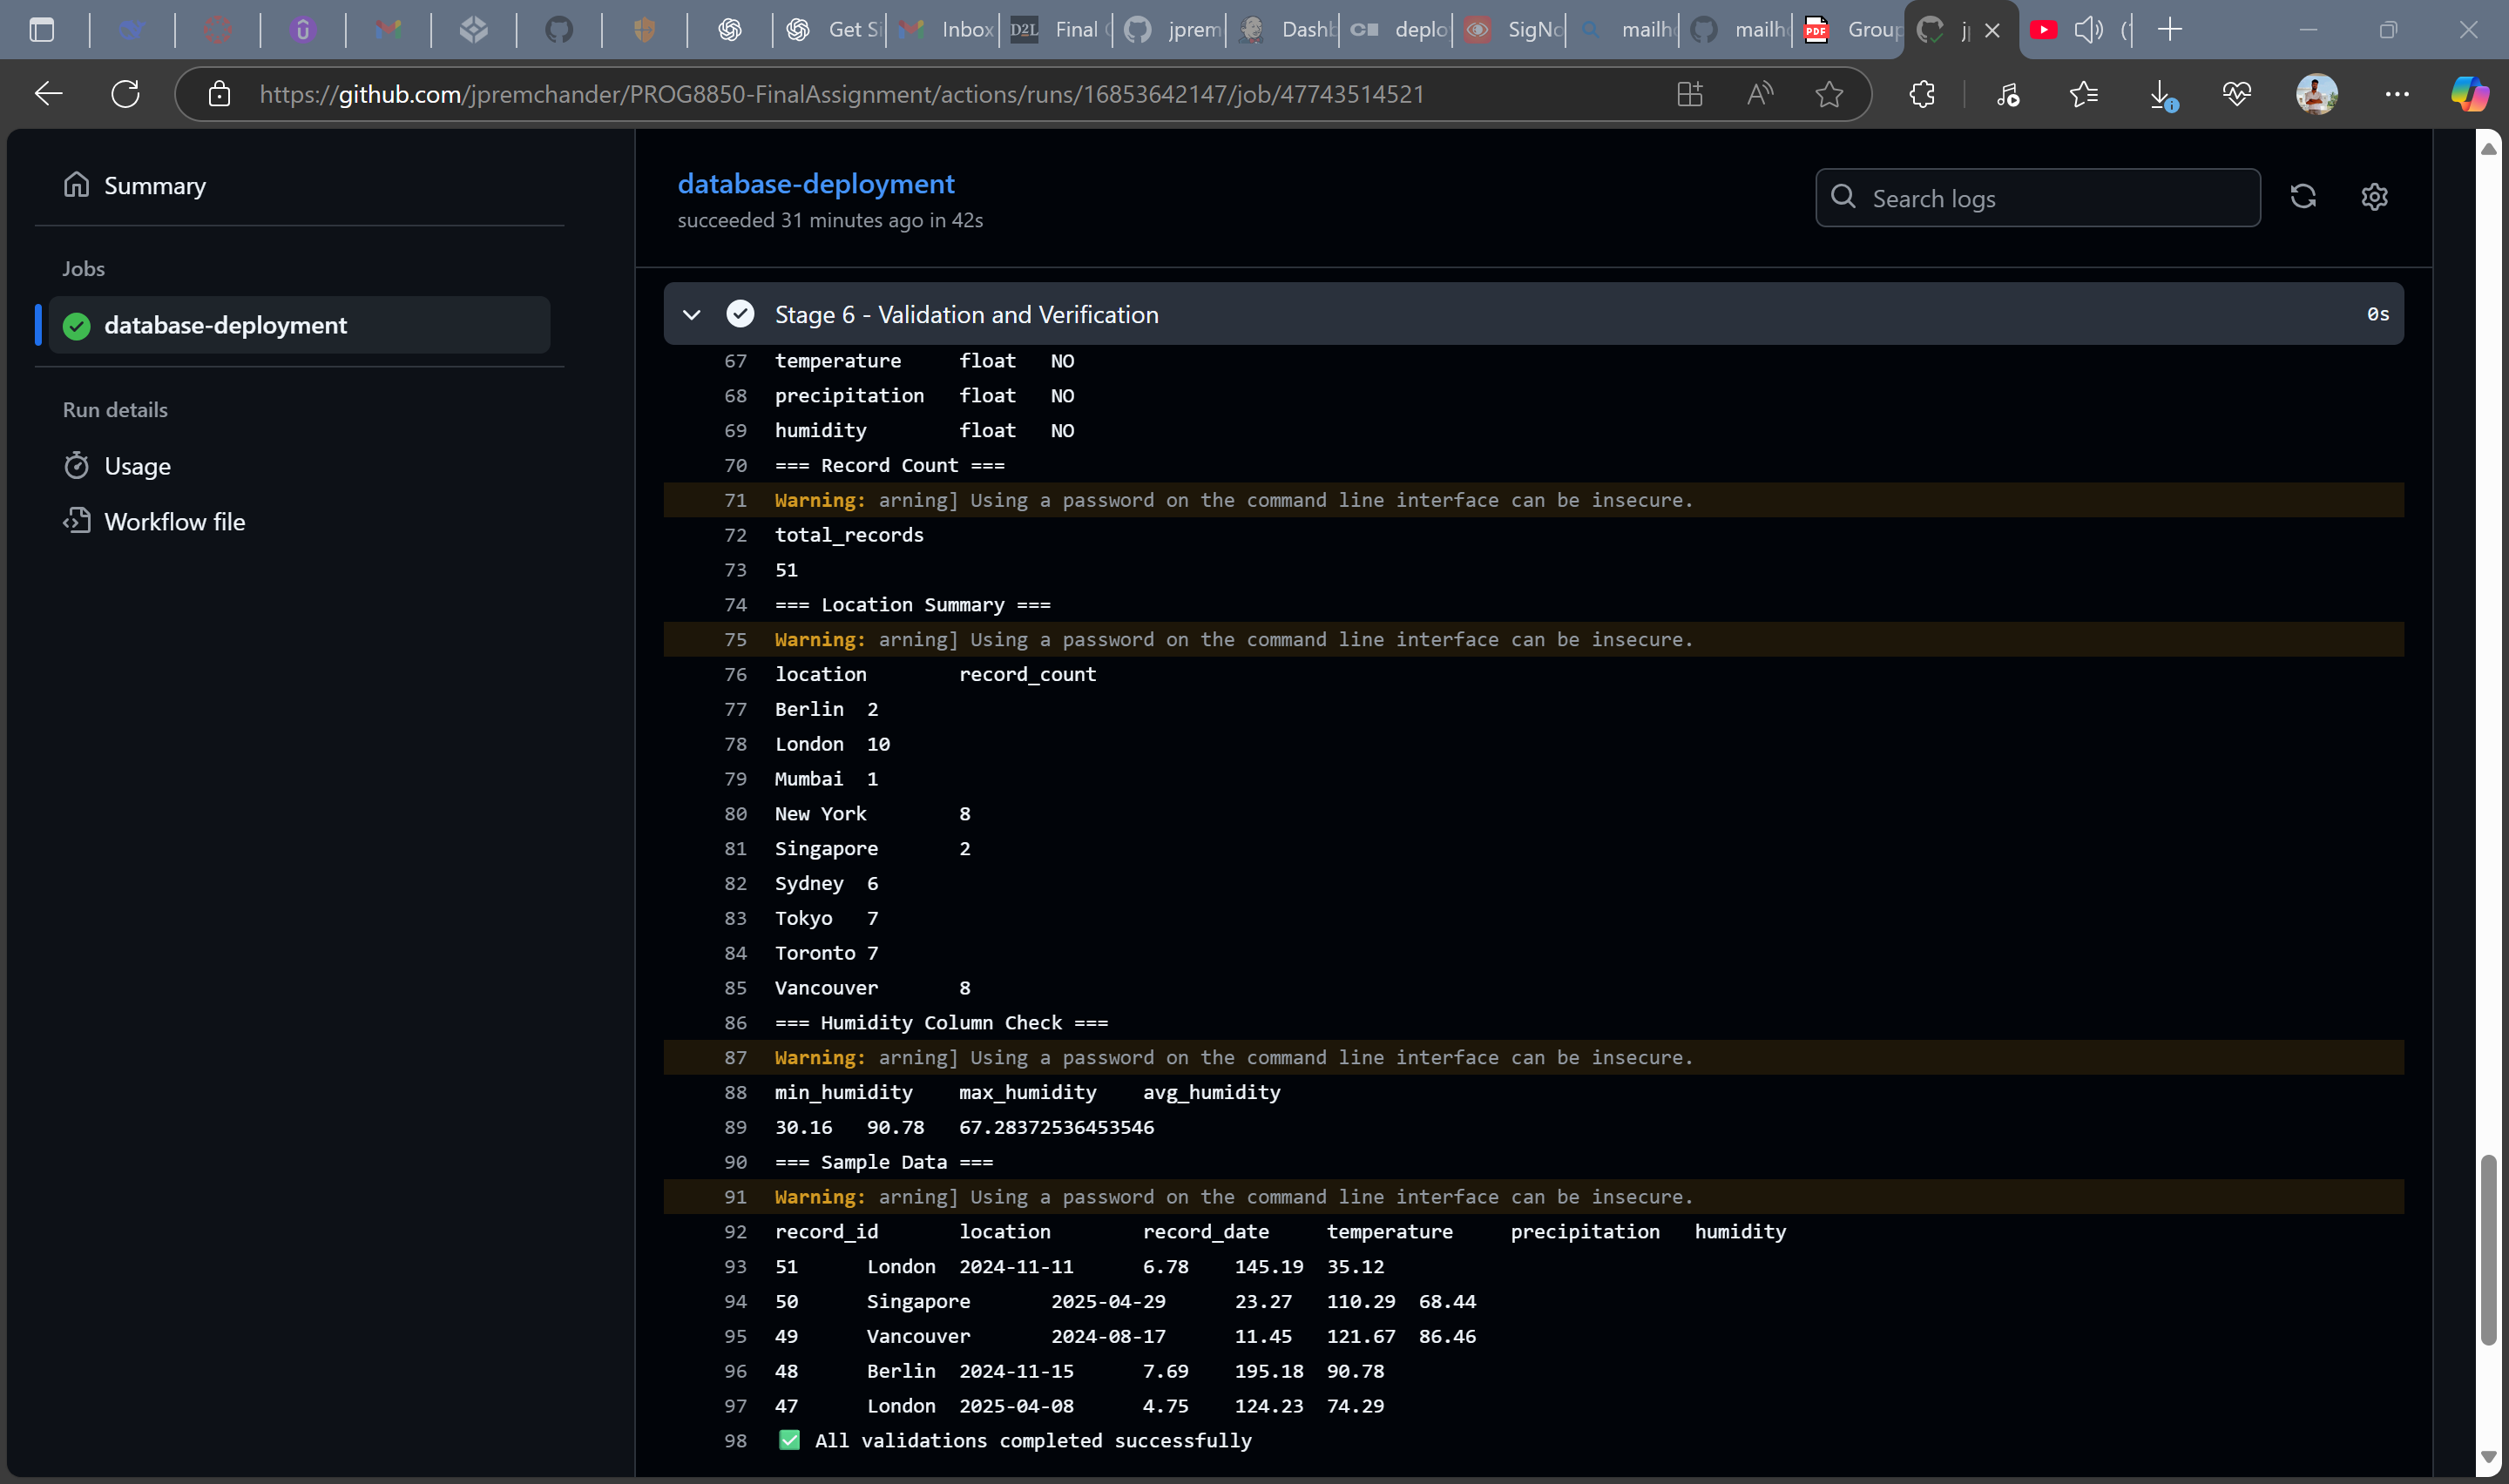 Get Si
Inbox
D2L Final
jprem
Dashb
deplo
SigNo
mailh
mailh
PDF Group
https://github.com/jpremchander/PROG8850-FinalAssignment/actions/runs/16853642147/job/47743514521
Summary
Jobs
database-deployment
Run details
Usage
Workflow file
database-deployment
succeeded 31 minutes ago in 42s
Search logs
Stage 6 - Validation and Verification 0s
67 temperature float NO
68 precipitation float NO
69 humidity float NO
70 === Record Count ===
71 Warning: arning] Using a password on the command line interface can be insecure.
72 total_records
73 51
74 === Location Summary ===
75 Warning: arning] Using a password on the command line interface can be insecure.
76 location record_count
77 Berlin 2
78 London 10
79 Mumbai 1
80 New York 8
81 Singapore 2
82 Sydney 6
83 Tokyo 7
84 Toronto 7
85 Vancouver 8
86 === Humidity Column Check ===
87 Warning: arning] Using a password on the command line interface can be insecure.
88 min_humidity max_humidity avg_humidity
89 30.16 90.78 67.28372536453546
90 === Sample Data ===
91 Warning: arning] Using a password on the command line interface can be insecure.
92 record_id location record_date temperature precipitation humidity
93 51 London 2024-11-11 6.78 145.19 35.12
94 50 Singapore 2025-04-29 23.27 110.29 68.44
95 49 Vancouver 2024-08-17 11.45 121.67 86.46
96 48 Berlin 2024-11-15 7.69 195.18 90.78
97 47 London 2025-04-08 4.75 124.23 74.29
98 ✅ All validations completed successfully